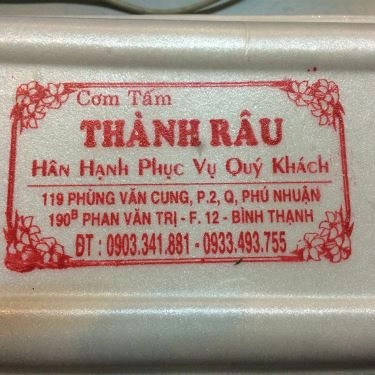 Cơm Tấm
THÀNH RÂU
Hân Hạnh Phục Vụ Quý Khách
119 PHÙNG VĂN CUNG, P.2, Q, PHÚ NHUẬN
190B PHAN VĂN TRỊ - F. 12 - BÌNH THẠNH
ĐT : 0903.341.881 - 0933.493.755